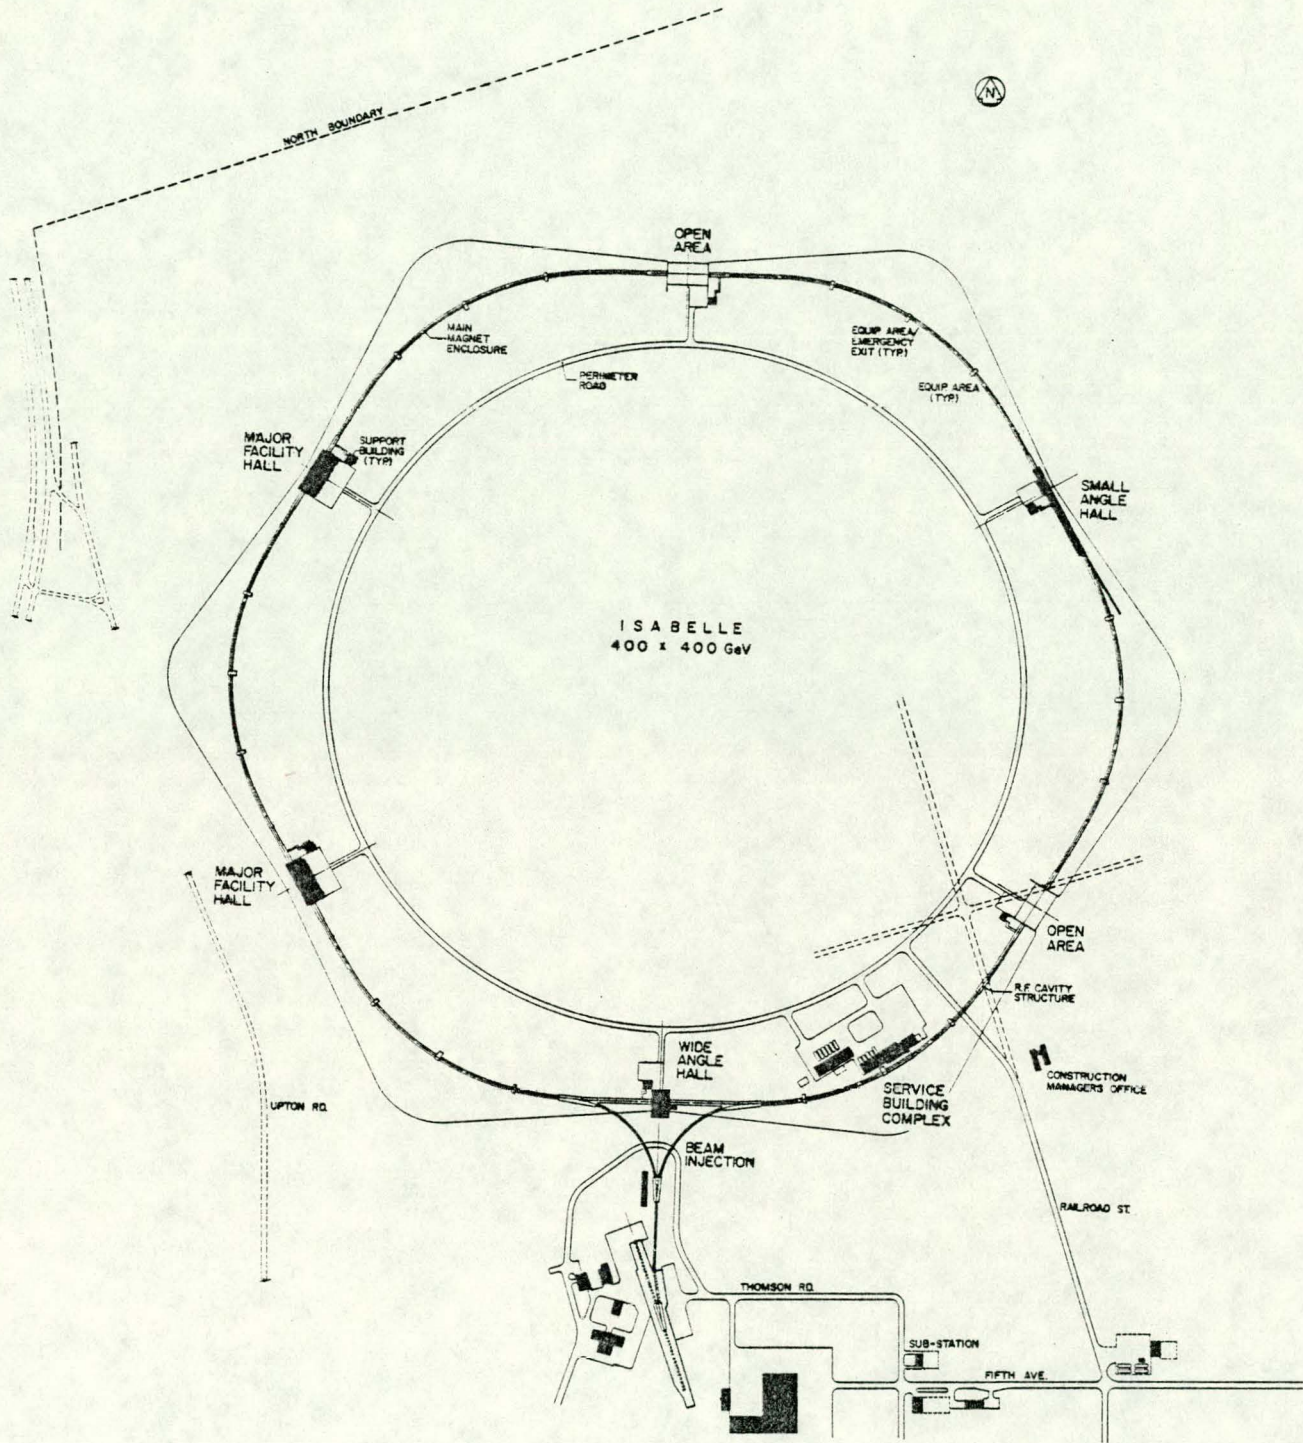 N
NORTH BOUNDARY
OPEN
AREA
MAIN
MAGNET
ENCLOSURE
EQUIP AREA
EMERGENCY
EXIT (TYP)
PERIMETER
ROAD
EQUIP AREA
(TYP)
MAJOR
FACILITY
HALL
SUPPORT
BUILDING
(TYP)
SMALL
ANGLE
HALL
ISABELLE
400 x 400 GeV
MAJOR
FACILITY
HALL
OPEN
AREA
R.F. CAVITY
STRUCTURE
WIDE
ANGLE
HALL
CONSTRUCTION
MANAGERS OFFICE
SERVICE
BUILDING
COMPLEX
UPTON RD.
BEAM
INJECTION
RAILROAD ST.
THOMSON RD.
SUB-STATION
FIFTH AVE.